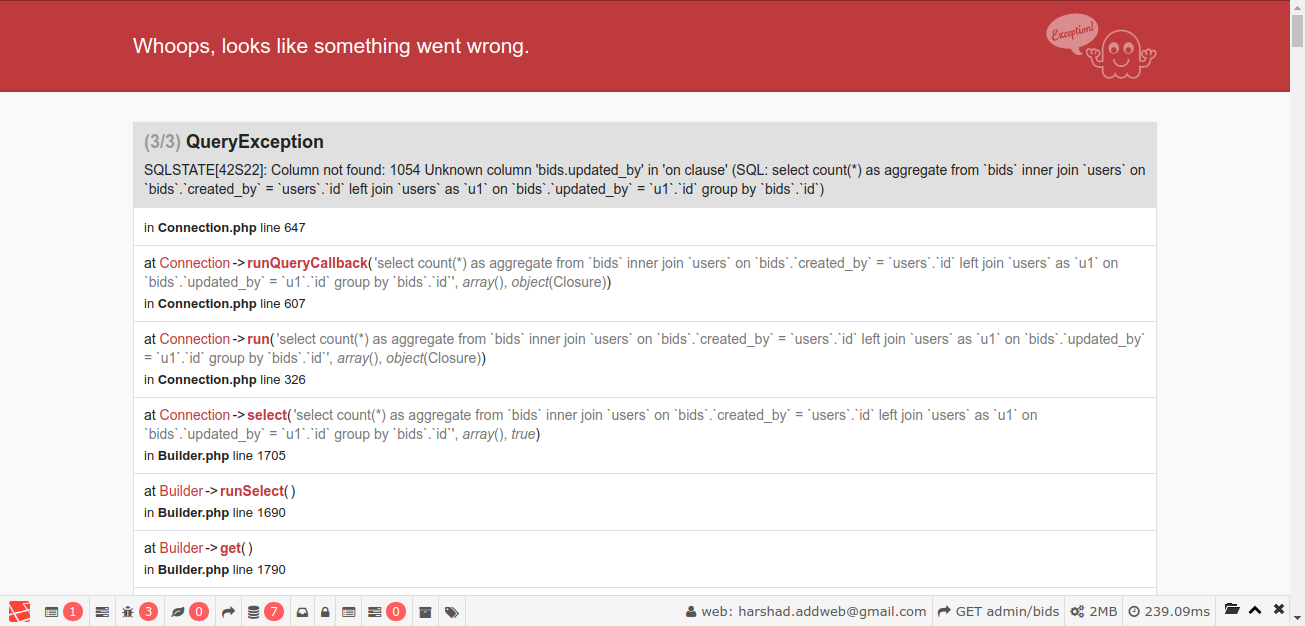 Whoops, looks like something went wrong.
Exception!
(3/3) QueryException
SQLSTATE[42S22]: Column not found: 1054 Unknown column 'bids.updated_by' in 'on clause' (SQL: select count(*) as aggregate from `bids` inner join `users` on
`bids`.`created_by` = `users`.`id` left join `users` as `u1` on `bids`.`updated_by` = `u1`.`id` group by `bids`.`id`)
in Connection.php line 647
at Connection->runQueryCallback('select count(*) as aggregate from `bids` inner join `users` on `bids`.`created_by` = `users`.`id` left join `users` as `u1` on
`bids`.`updated_by` = `u1`.`id` group by `bids`.`id`', array(), object(Closure))
in Connection.php line 607
at Connection->run('select count(*) as aggregate from `bids` inner join `users` on `bids`.`created_by` = `users`.`id` left join `users` as `u1` on `bids`.`updated_by`
= `u1`.`id` group by `bids`.`id`', array(), object(Closure))
in Connection.php line 326
at Connection->select('select count(*) as aggregate from `bids` inner join `users` on `bids`.`created_by` = `users`.`id` left join `users` as `u1` on
`bids`.`updated_by` = `u1`.`id` group by `bids`.`id`', array(), true)
in Builder.php line 1705
at Builder->runSelect()
in Builder.php line 1690
at Builder->get()
in Builder.php line 1790
1 3 0 7 0 web: harshad.addweb@gmail.com GET admin/bids 2MB 239.09ms